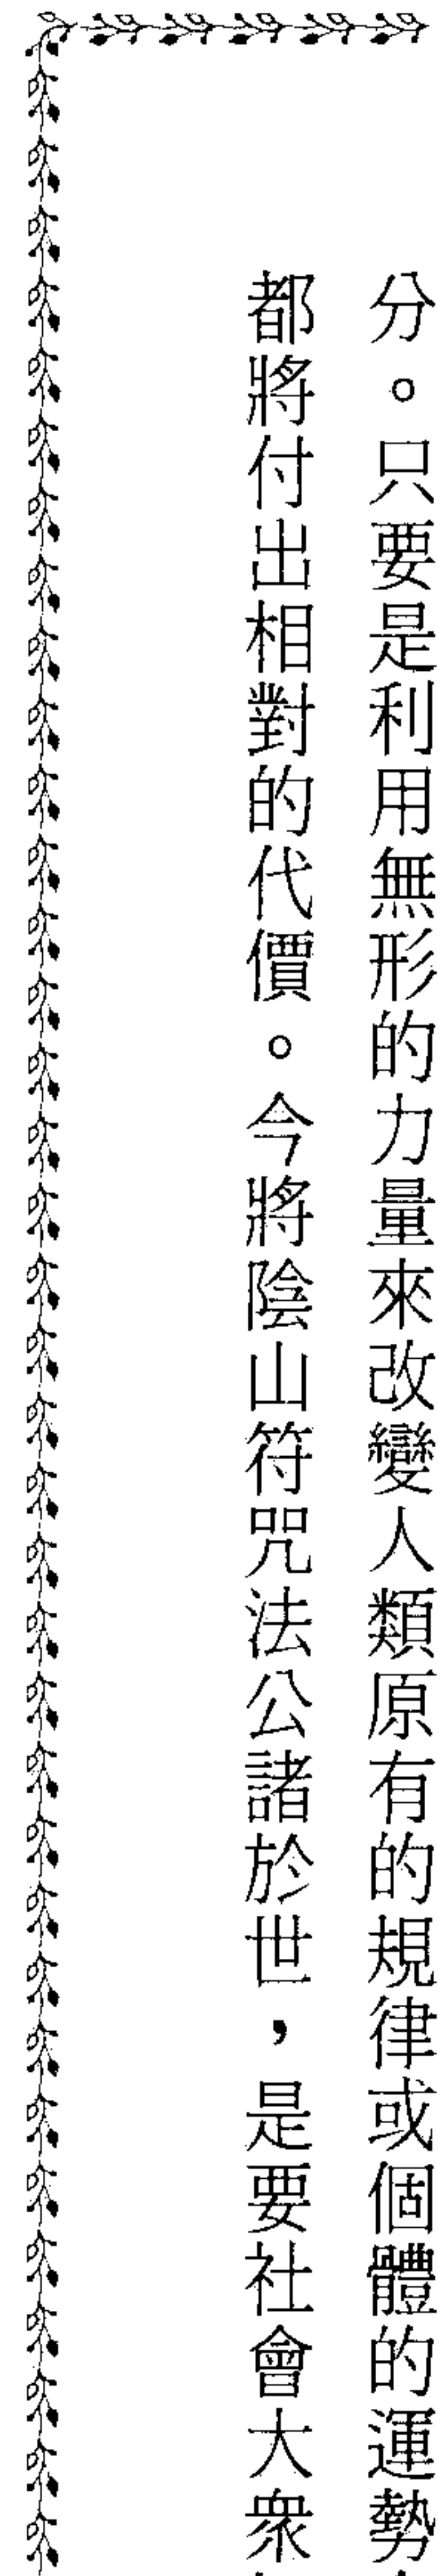 分。只要是利用無形的力量來改變人類原有的規律或個體的運勢
都將付出相對的代價。今將陰山符咒法公諸於世，是要社會大衆